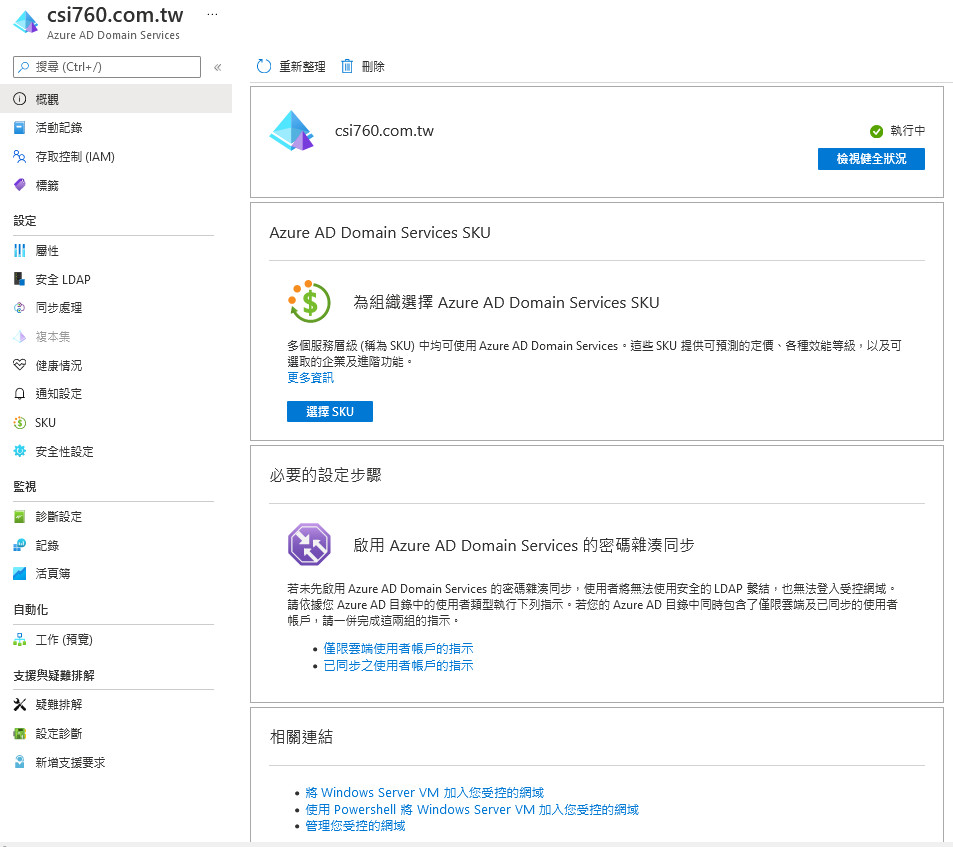 csi760.com.tw ...
Azure AD Domain Services
搜尋 (Ctrl+/)
«
概觀
活動記錄
存取控制 (IAM)
標籤
設定
屬性
安全 LDAP
同步處理
複本集
健康情況
通知設定
SKU
安全性設定
監視
診斷設定
記錄
活頁簿
自動化
工作 (預覽)
支援與疑難排解
疑難排解
設定診斷
新增支援要求
重新整理
刪除
csi760.com.tw
執行中
檢視健全狀況
Azure AD Domain Services SKU
為組織選擇 Azure AD Domain Services SKU
多個服務層級 (稱為 SKU) 中均可使用 Azure AD Domain Services。這些 SKU 提供可預測的定價、各種效能等級，以及可
選取的企業及進階功能。
更多資訊
選擇 SKU
必要的設定步驟
啟用 Azure AD Domain Services 的密碼雜湊同步
若未先啟用 Azure AD Domain Services 的密碼雜湊同步，使用者將無法使用安全的 LDAP 繫結，也無法登入受控網域。
請依據您 Azure AD 目錄中的使用者類型執行下列指示。若您的 Azure AD 目錄中同時包含了僅限雲端及已同步的使用者
帳戶，請一併完成這兩組的指示。
• 僅限雲端使用者帳戶的指示
• 已同步之使用者帳戶的指示
相關連結
• 將 Windows Server VM 加入您受控的網域
• 使用 Powershell 將 Windows Server VM 加入您受控的網域
• 管理您受控的網域